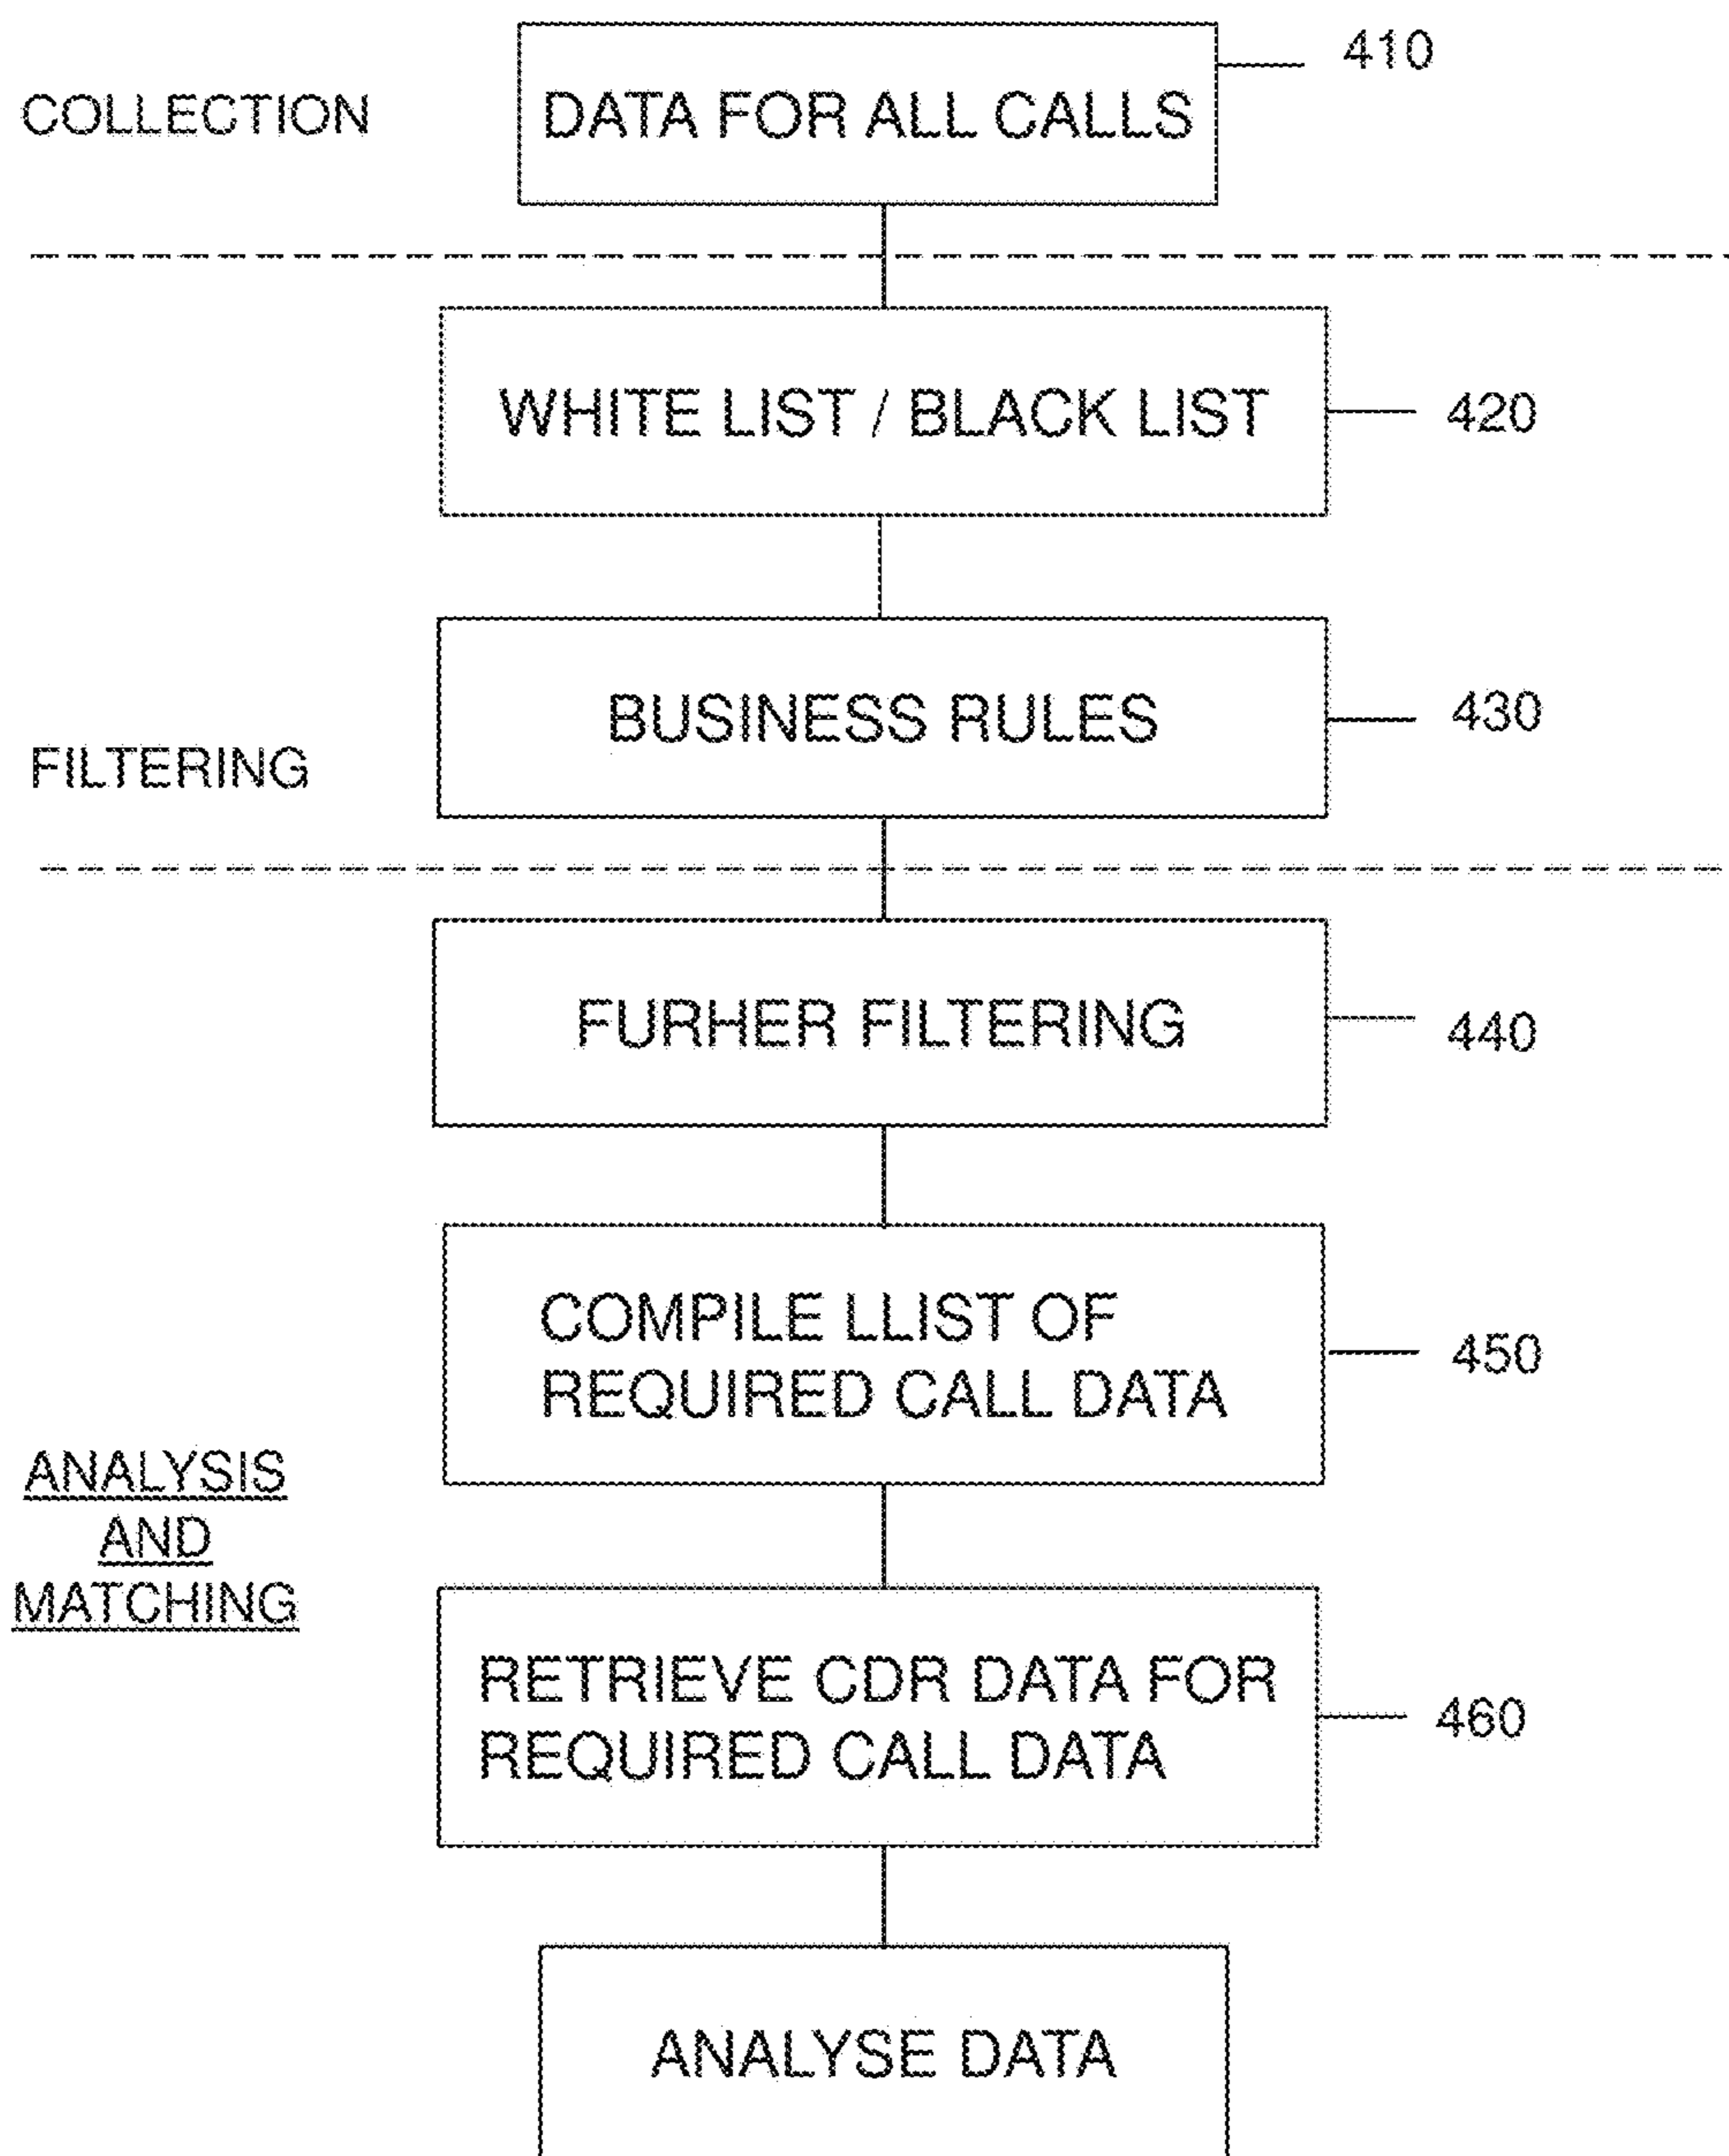 410
COLLECTION
DATA FOR ALL CALLS
WHITE LIST / BLACK LIST
420
BUSINESS RULES
430
FILTERING
FURHER FILTERING
440
COMPILE LLIST OF
REQUIRED CALL DATA
450
ANALYSIS
AND
MATCHING
RETRIEVE CDR DATA FOR
REQUIRED CALL DATA
460
ANALYSE DATA